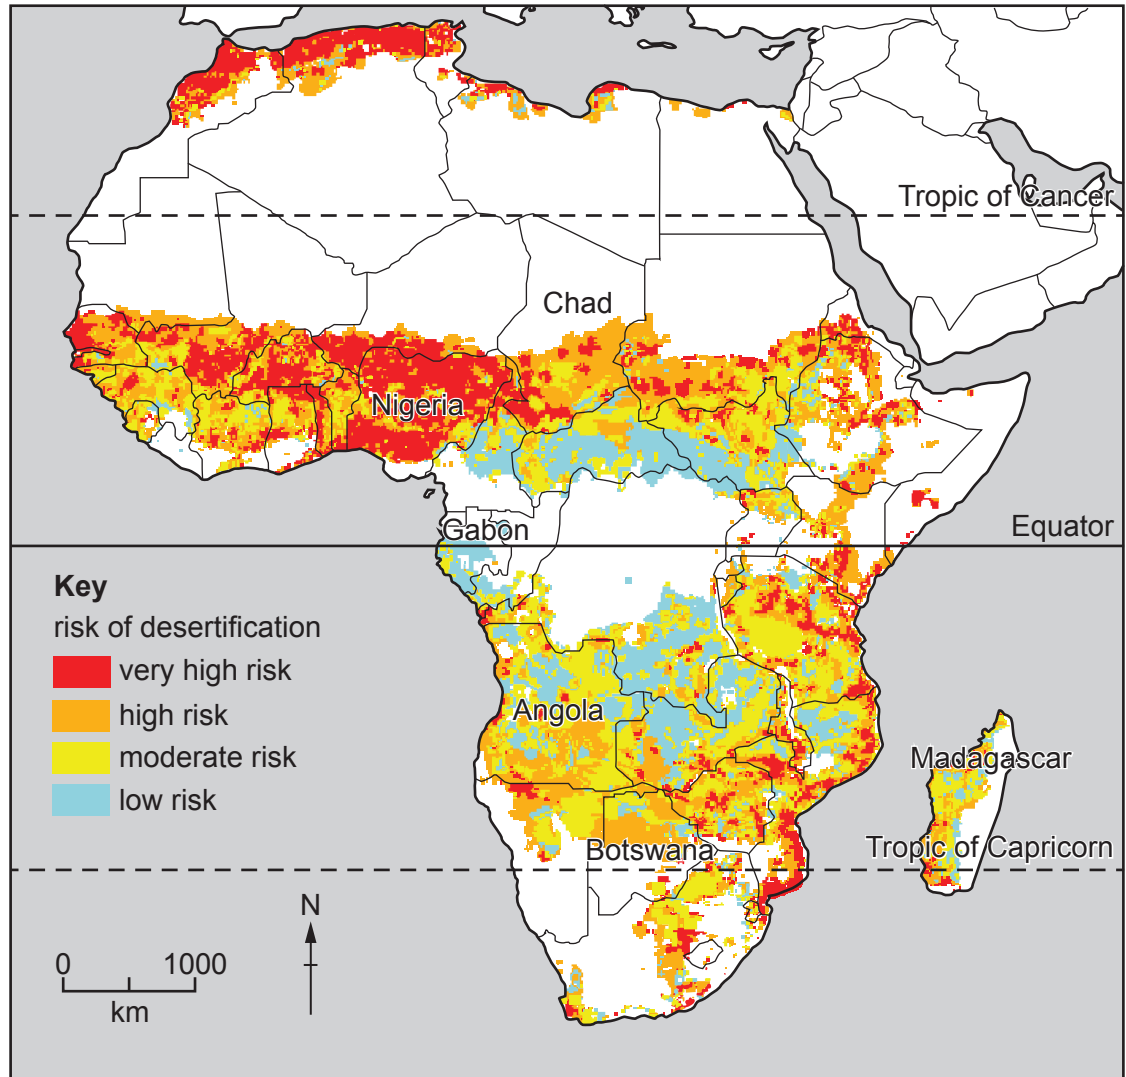 Tropic of Cancer
Chad
Nigeria
Gabon
Equator
Key
risk of desertification
very high risk
high risk
moderate risk
low risk
Angola
Madagascar
Botswana
Tropic of Capricorn
N
0 1000
km